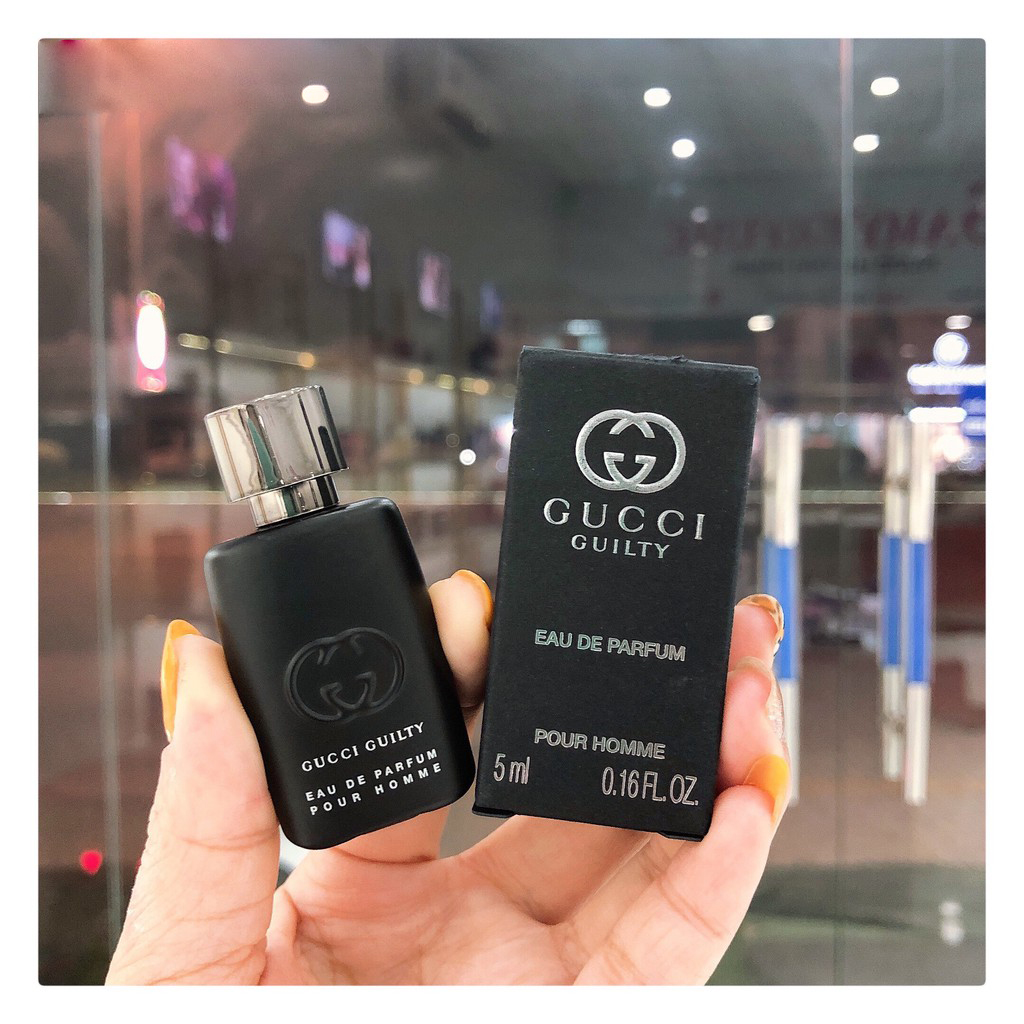 GUCCI GUILTY
EAU DE PARFUM
POUR HOMME
GUCCI
GUILTY
EAU DE PARFUM
POUR HOMME
5 ml
0.16 FL. OZ.